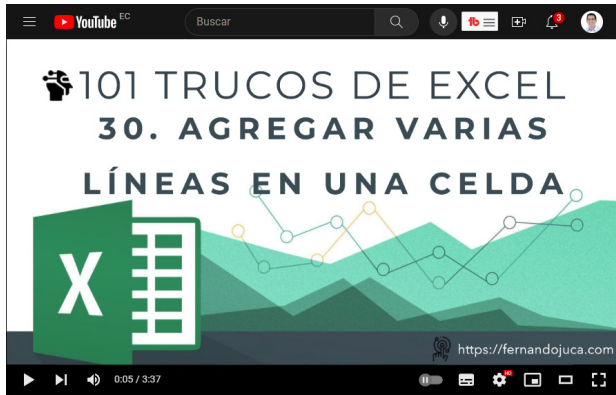 YouTube EC
Buscar
tb
3
101 TRUCOS DE EXCEL
30. AGREGAR VARIAS
LÍNEAS EN UNA CELDA
X
https://fernandojuca.com
0:05 / 3:37
HD